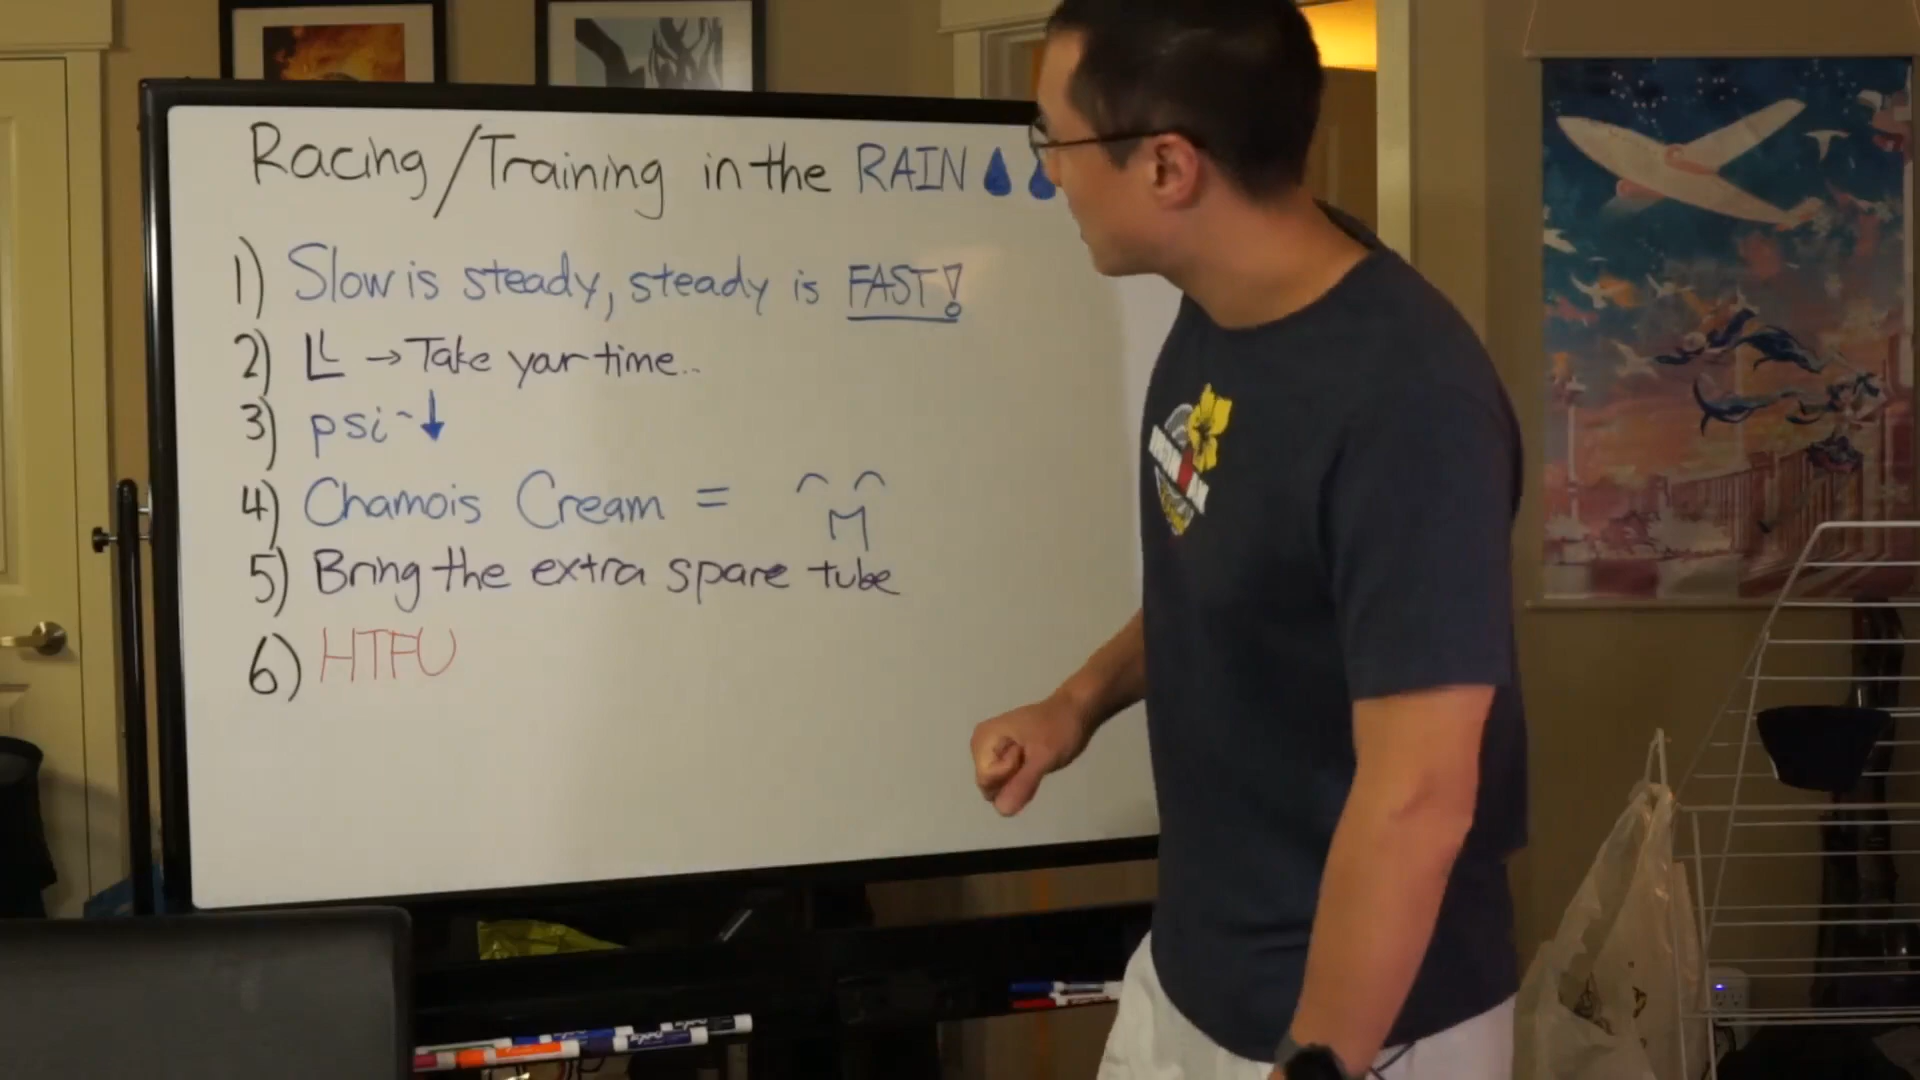 Racing/Training in the RAIN
1) Slow is steady, steady is FAST!
2) LL → Take your time..
3) psi ~ ↓
4) Chamois Cream =
5) Bring the extra spare tube
6) HTFU